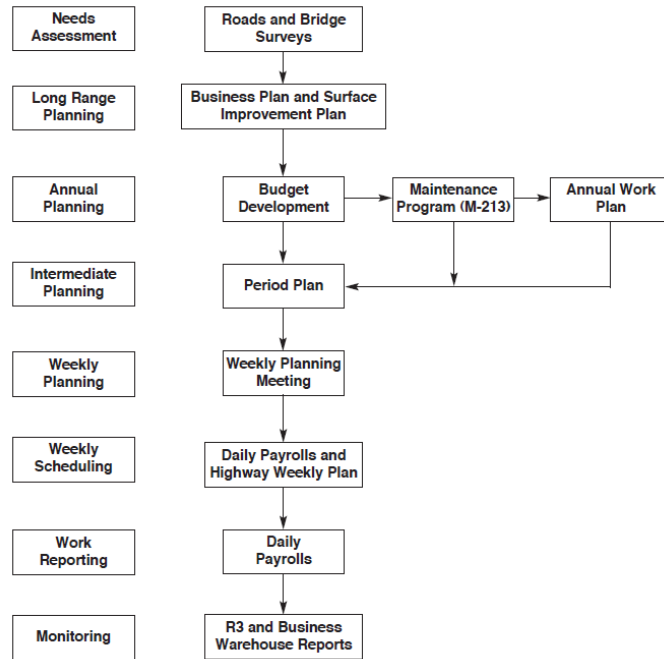 Needs
Assessment
Roads and Bridge
Surveys
Long Range
Planning
Business Plan and Surface
Improvement Plan
Annual
Planning
Budget
Development
Maintenance
Program (M-213)
Annual Work
Plan
Intermediate
Planning
Period Plan
Weekly
Planning
Weekly Planning
Meeting
Weekly
Scheduling
Daily Payrolls and
Highway Weekly Plan
Work
Reporting
Daily
Payrolls
Monitoring
R3 and Business
Warehouse Reports